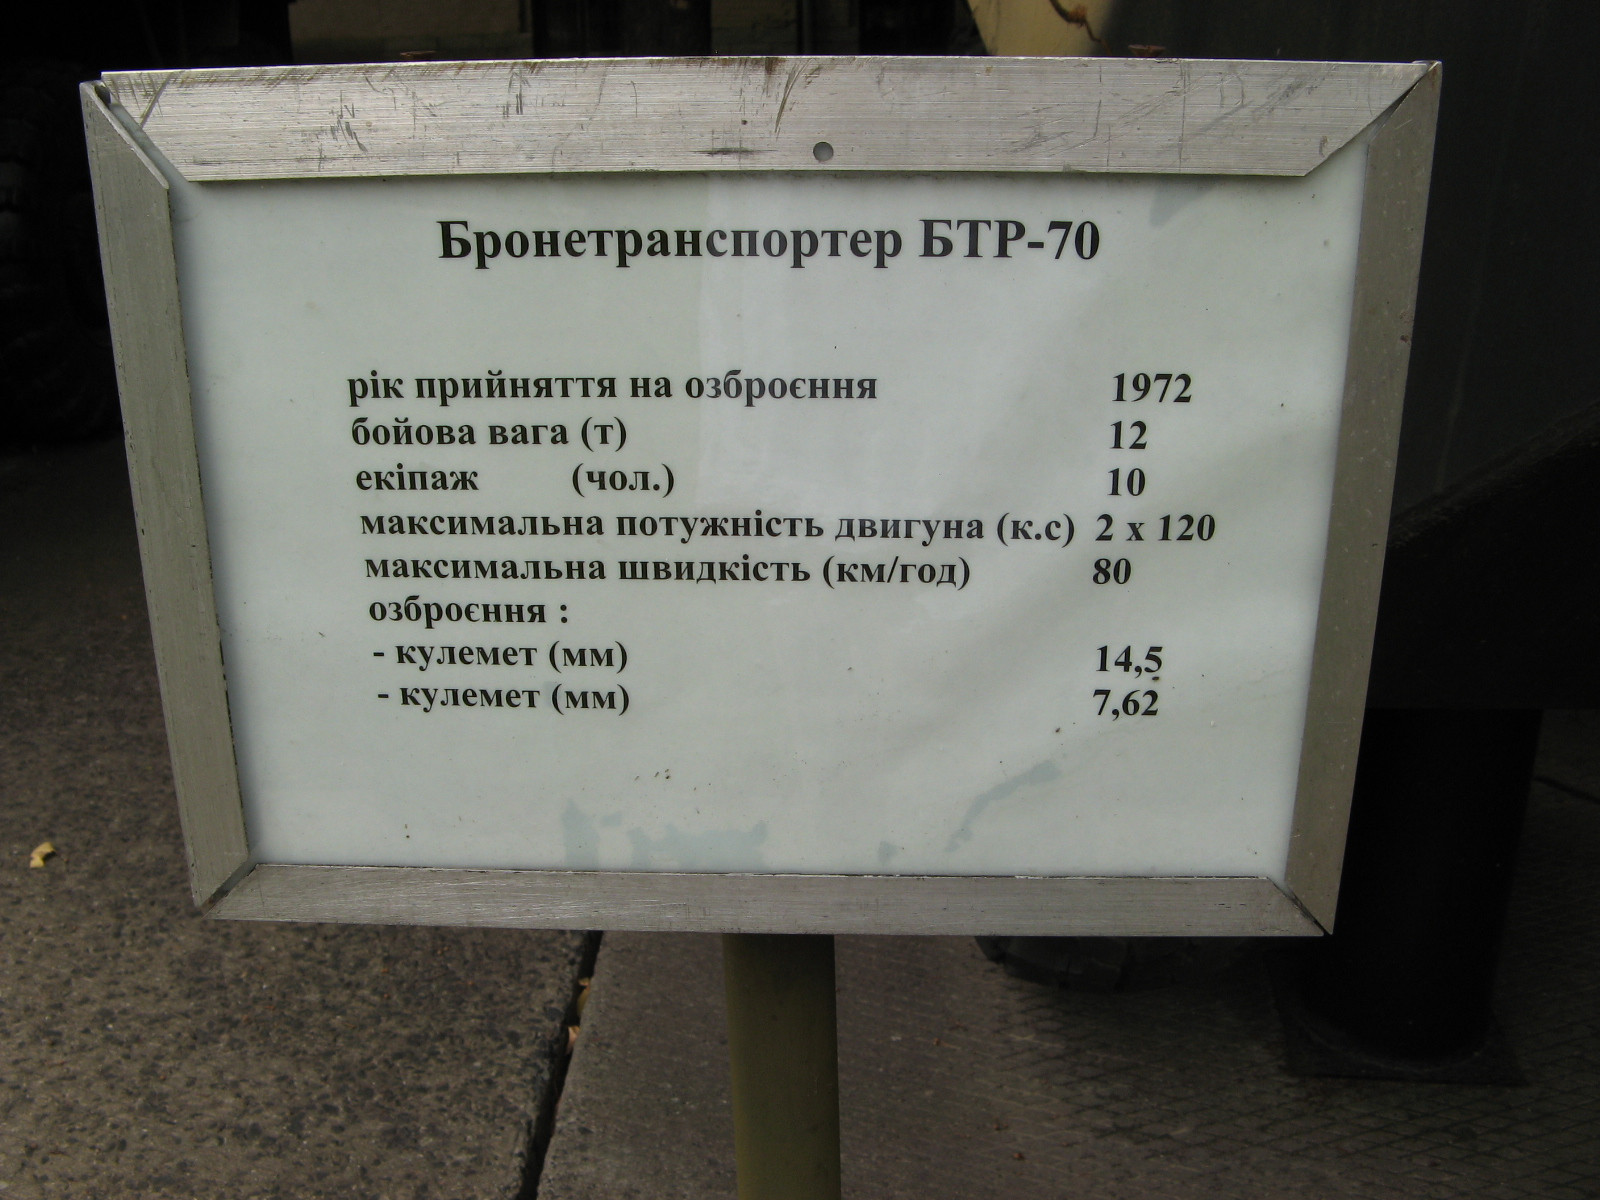 Бронетранспортер БТР-70
рік прийняття на озброєння 1972
бойова вага (т) 12
екіпаж (чол.) 10
максимальна потужність двигуна (к.с) 2 х 120
максимальна швидкість (км/год) 80
озброєння :
- кулемет (мм) 14,5
- кулемет (мм) 7,62